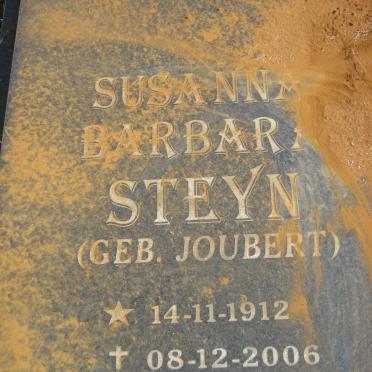 SUSANNA
BARBARA
STEYN
(GEB. JOUBERT)
★ 14-11-1912
✝ 08-12-2006